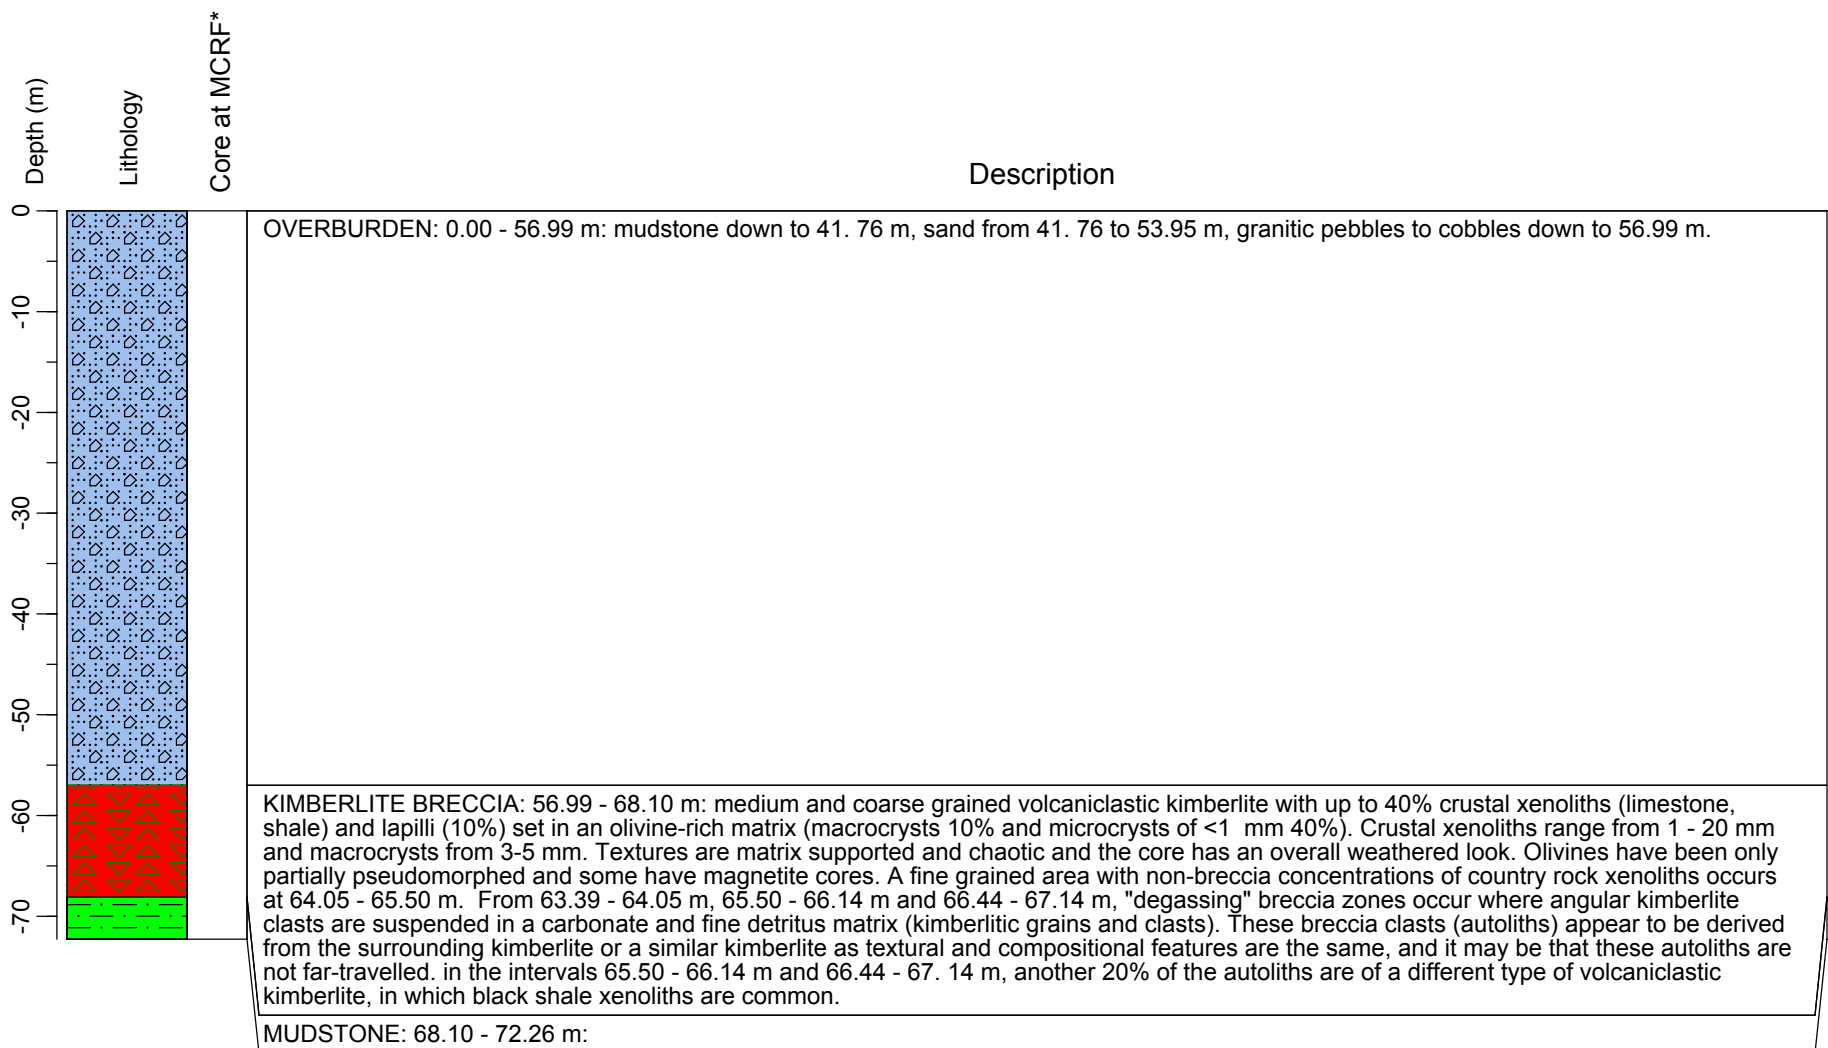 Depth (m)
Lithology
Core at MCRF*
Description
0
-10
-20
-30
-40
-50
-60
-70
OVERBURDEN: 0.00 - 56.99 m: mudstone down to 41. 76 m, sand from 41. 76 to 53.95 m, granitic pebbles to cobbles down to 56.99 m.
KIMBERLITE BRECCIA: 56.99 - 68.10 m: medium and coarse grained volcaniclastic kimberlite with up to 40% crustal xenoliths (limestone,
shale) and lapilli (10%) set in an olivine-rich matrix (macrocrysts 10% and microcrysts of <1  mm 40%). Crustal xenoliths range from 1 - 20 mm
and macrocrysts from 3-5 mm. Textures are matrix supported and chaotic and the core has an overall weathered look. Olivines have been only
partially pseudomorphed and some have magnetite cores. A fine grained area with non-breccia concentrations of country rock xenoliths occurs
at 64.05 - 65.50 m.  From 63.39 - 64.05 m, 65.50 - 66.14 m and 66.44 - 67.14 m, "degassing" breccia zones occur where angular kimberlite
clasts are suspended in a carbonate and fine detritus matrix (kimberlitic grains and clasts). These breccia clasts (autoliths) appear to be derived
from the surrounding kimberlite or a similar kimberlite as textural and compositional features are the same, and it may be that these autoliths are
not far-travelled. in the intervals 65.50 - 66.14 m and 66.44 - 67. 14 m, another 20% of the autoliths are of a different type of volcaniclastic
kimberlite, in which black shale xenoliths are common.
MUDSTONE: 68.10 - 72.26 m: